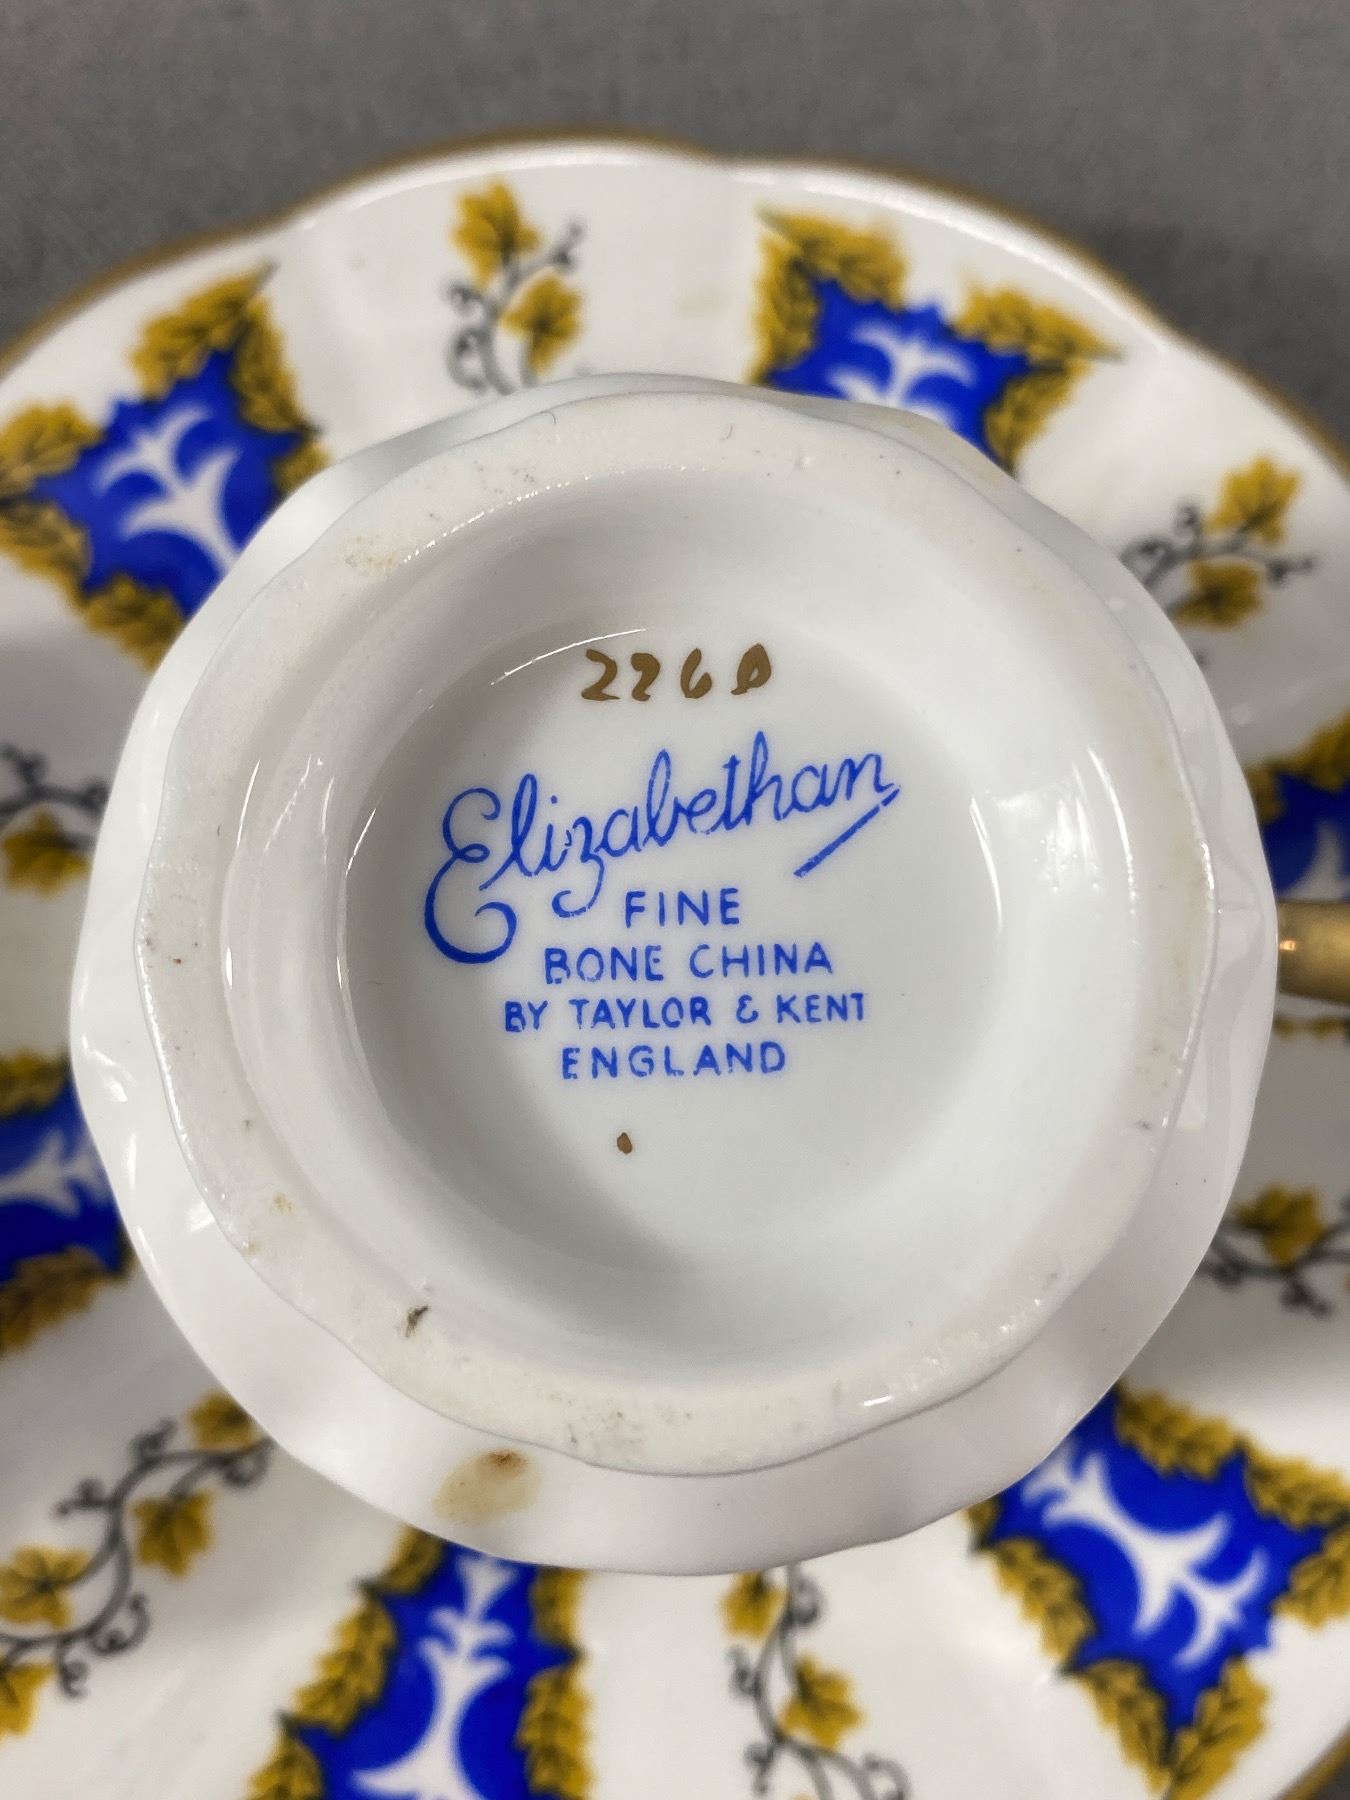 2260
Elizabethan
FINE
BONE CHINA
BY TAYLOR & KENT
ENGLAND